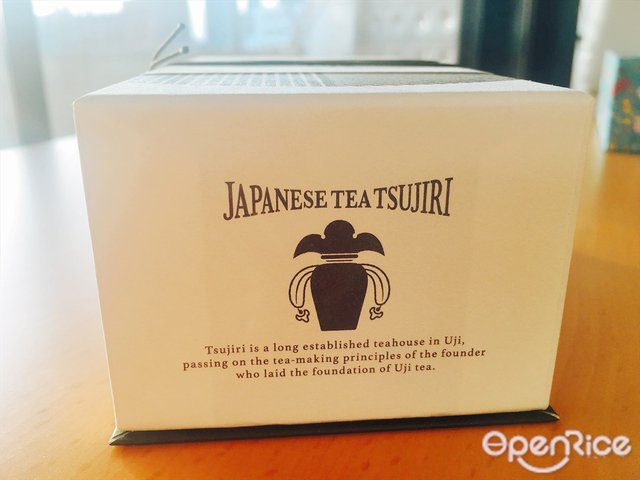 JAPANESE TEA TSUJIRI
Tsujiri is a long established teahouse in Uji,
passing on the tea-making principles of the founder
who laid the foundation of Uji tea.
OpenRice